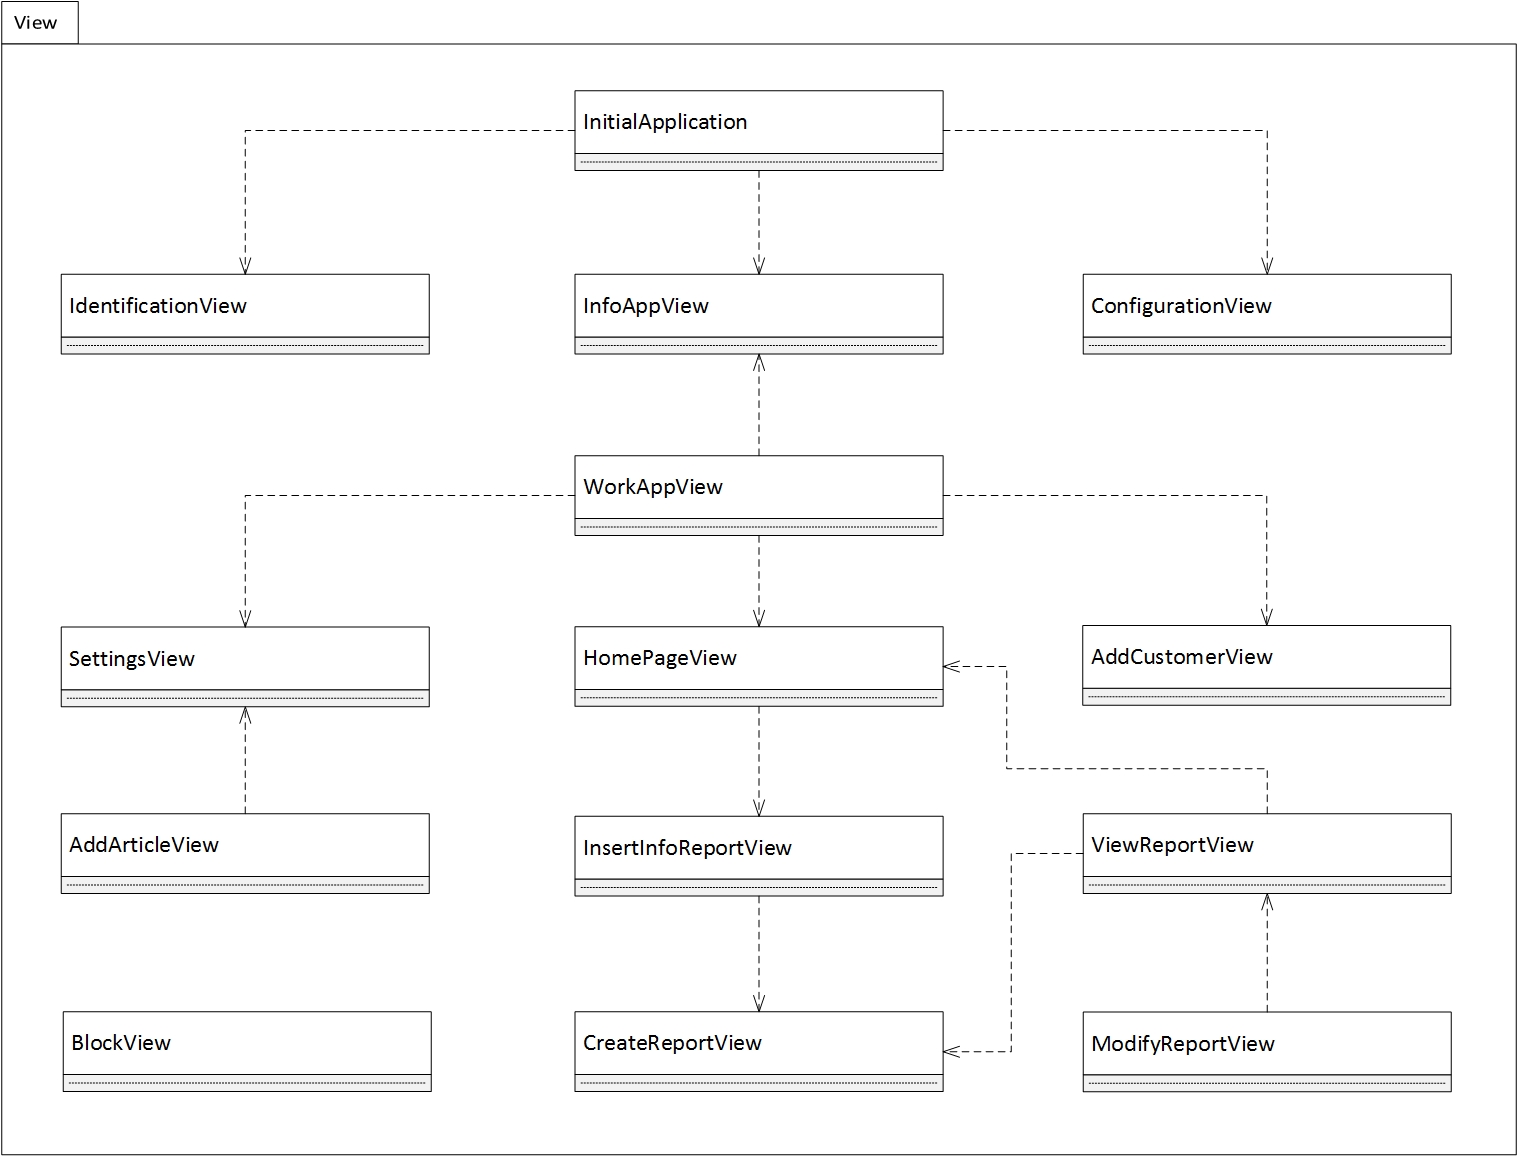 View
InitialApplication
IdentificationView
InfoAppView
ConfigurationView
WorkAppView
SettingsView
HomePageView
AddCustomerView
AddArticleView
InsertInfoReportView
ViewReportView
BlockView
CreateReportView
ModifyReportView